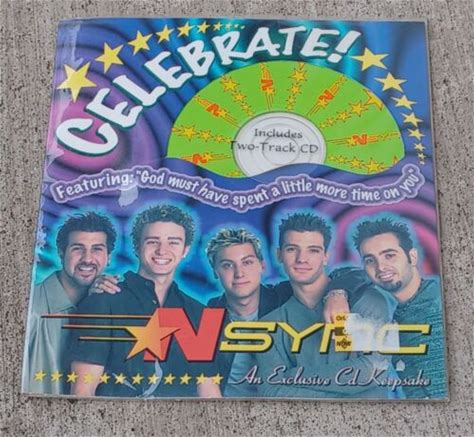 CELEBRATE!
Includes
Two-Track CD
Featuring: "God must have spent a little more time on you"
NSYNC
NOW
An Exclusive Cd Keepsake